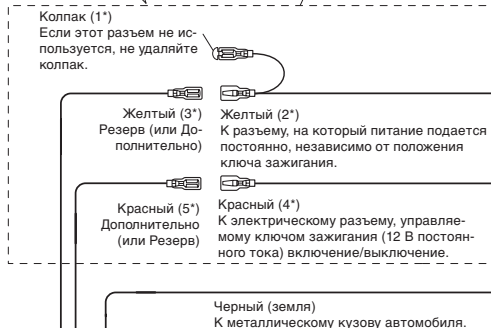 Колпак (1*)
Если этот разъем не ис-
пользуется, не удаляйте
колпак.
Желтый (3*)
Резерв (или До-
полнительно)
Желтый (2*)
К разъему, на который питание подается
постоянно, независимо от положения
ключа зажигания.
Красный (5*)
Дополнительно
(или Резерв)
Красный (4*)
К электрическому разъему, управляе-
мому ключом зажигания (12 В постоян-
ного тока) включение/выключение.
Черный (земля)
К металлическому кузову автомобиля.